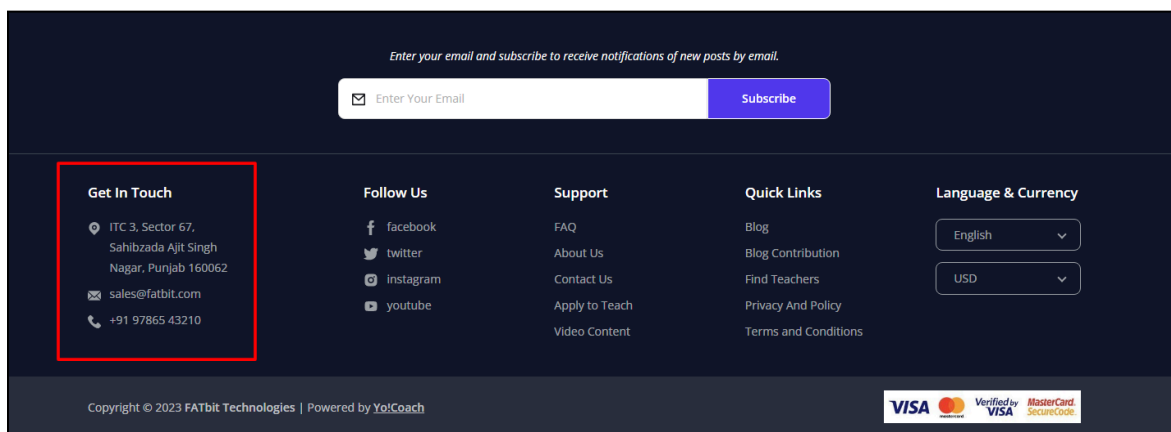 Enter your email and subscribe to receive notifications of new posts by email.
Enter Your Email
Subscribe
Get In Touch
ITC 3, Sector 67,
Sahibzada Ajit Singh
Nagar, Punjab 160062
sales@fatbit.com
+91 97865 43210
Follow Us
facebook
twitter
instagram
youtube
Support
FAQ
About Us
Contact Us
Apply to Teach
Video Content
Quick Links
Blog
Blog Contribution
Find Teachers
Privacy And Policy
Terms and Conditions
Language & Currency
English
USD
Copyright © 2023 FATbit Technologies | Powered by Yo!Coach
VISA
mastercard
Verified by
VISA
MasterCard.
SecureCode.